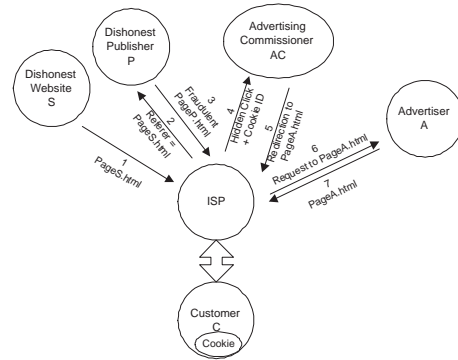 Dishonest
Website
S
Dishonest
Publisher
P
Advertising
Commissioner
AC
Advertiser
A
1
PageS.html
2
Referer =
PageS.html
3
Fraudulent
PageP.html
4
Hidden Click
+ Cookie ID
5
Redirection to
PageA.html
6
Request to PageA.html
7
PageA.html
ISP
Customer
C
Cookie